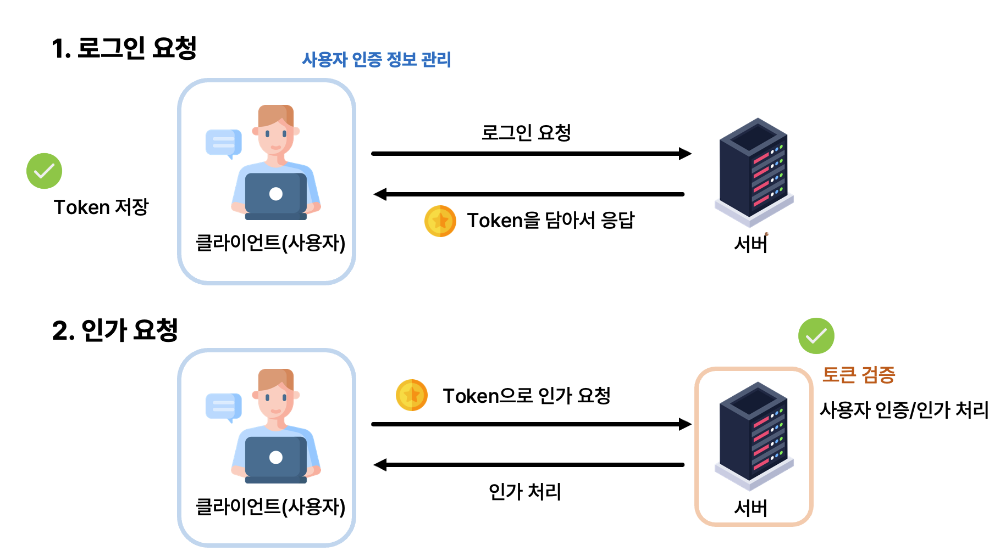 1. 로그인 요청
사용자 인증 정보 관리
로그인 요청
Token 저장
Token을 담아서 응답
클라이언트(사용자)
서버
2. 인가 요청
토큰 검증
Token으로 인가 요청
사용자 인증/인가 처리
인가 처리
클라이언트(사용자)
서버